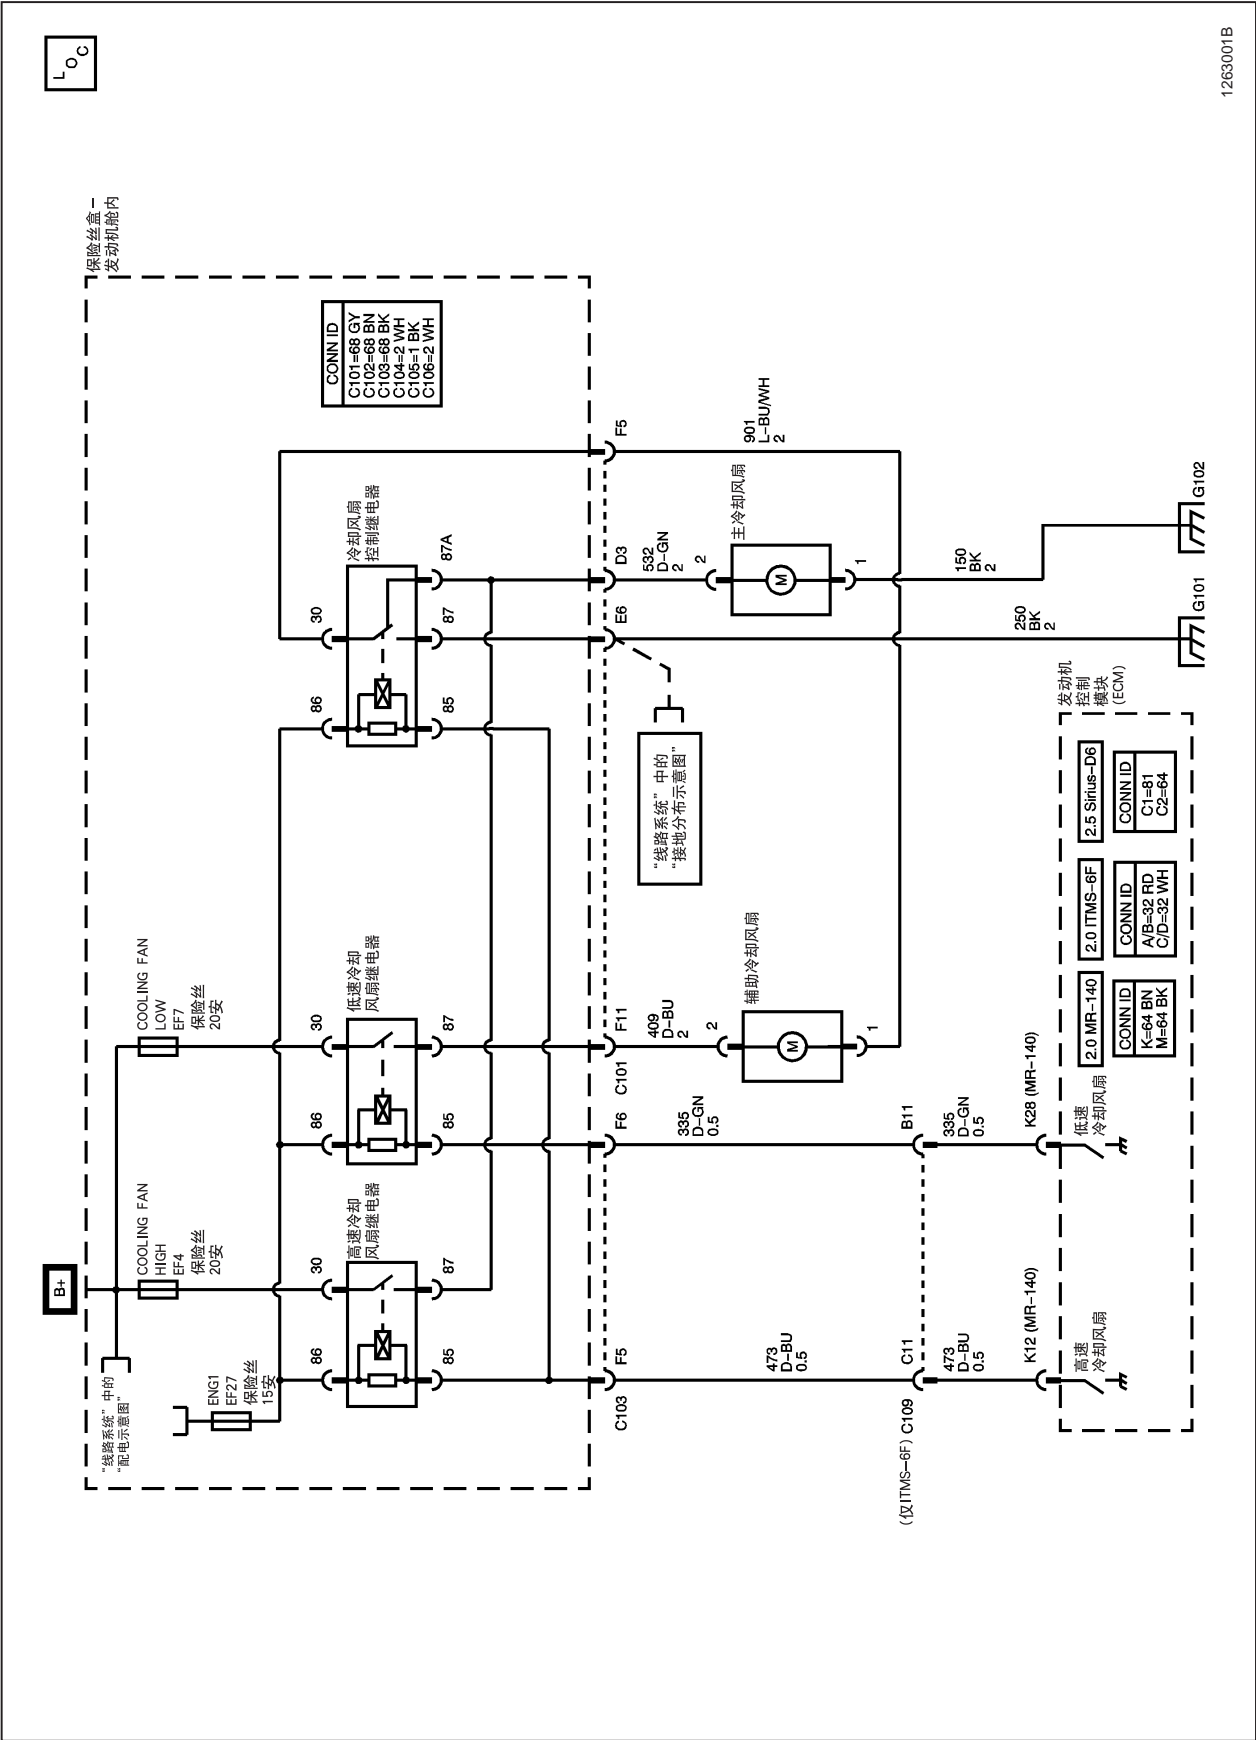 LOC
B+
"线路系统"中的
"配电示意图"
ENG1
EF27
保险丝
15安
COOLING FAN
HIGH
EF4
保险丝
20安
COOLING FAN
LOW
EF7
保险丝
20安
保险丝盒-
发动机舱内
CONN ID
C101=68 GY
C102=68 BN
C103=68 BK
C104=2 WH
C105=1 BK
C106=2 WH
86
30
高速冷却
风扇继电器
85
87
86
30
低速冷却
风扇继电器
85
87
86
30
冷却风扇
控制继电器
85
87
87A
C103
F5
F6
C101
F11
E6
D3
F5
473
D-BU
0.5
335
D-GN
0.5
409
D-BU
2
2
辅助冷却风扇
M
1
"线路系统"中的
"接地分布示意图"
532
D-GN
2
2
主冷却风扇
M
1
901
L-BU/WH
2
(仅ITMS-6F) C109
C11
B11
473
D-BU
0.5
335
D-GN
0.5
250
BK
2
150
BK
2
K12 (MR-140)
K28 (MR-140)
高速
冷却风扇
低速
冷却风扇
发动机
控制
模块
(ECM)
2.0 MR-140
CONN ID
K=64 BN
M=64 BK
2.0 ITMS-6F
CONN ID
A/B=32 RD
C/D=32 WH
2.5 Sirius-D6
CONN ID
C1=81
C2=64
G101
G102
1263001B